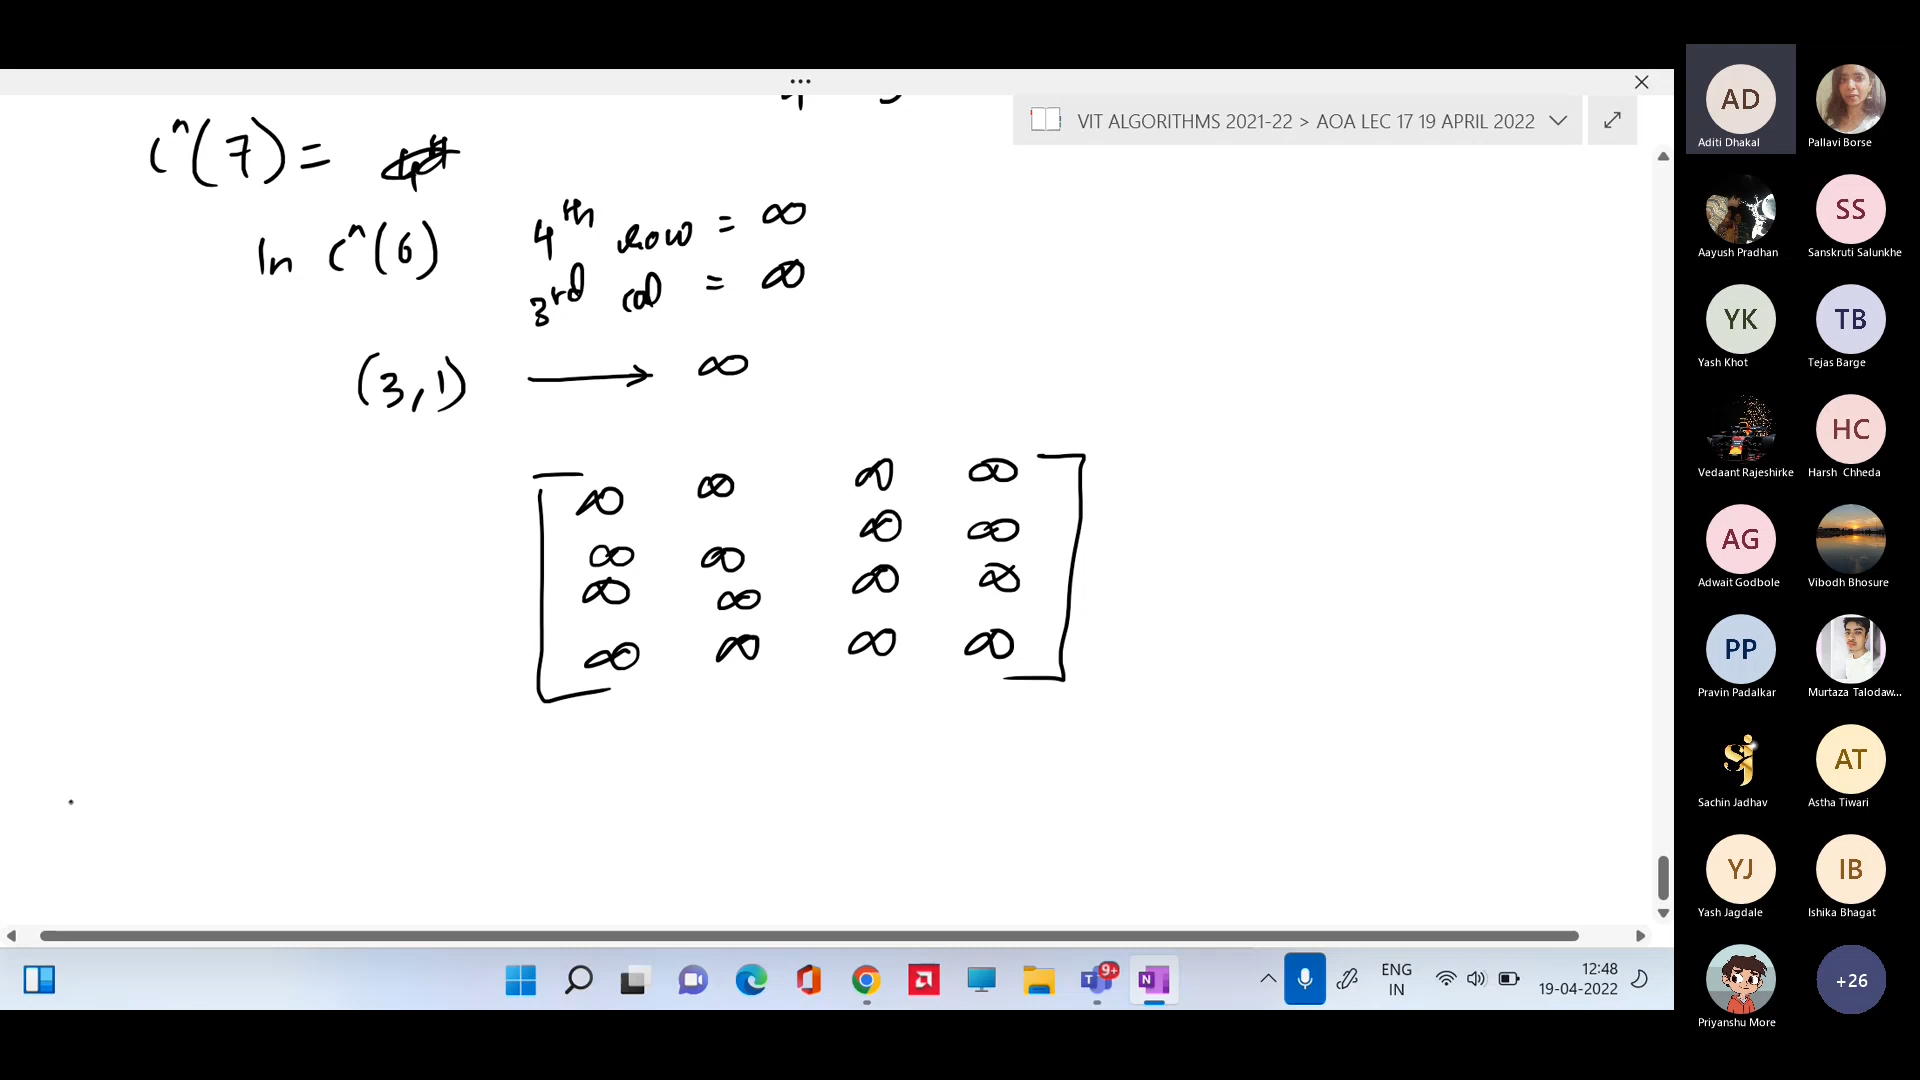 VIT ALGORITHMS 2021-22 > AOA LEC 17 19 APRIL 2022
c^(7) =
In c^(6) 4th row = ∞
3rd col = ∞
(3,1) → ∞
∞ ∞ ∞ ∞
∞ ∞ ∞ ∞
∞ ∞ ∞ ∞
∞ ∞ ∞ ∞
AD
Aditi Dhakal
Pallavi Borse
Aayush Pradhan
SS
Sanskruti Salunkhe
YK
Yash Khot
TB
Tejas Barge
Vedaant Rajeshirke
HC
Harsh Chheda
AG
Adwait Godbole
Vibodh Bhosure
PP
Pravin Padalkar
Murtaza Talodaw...
Sj
Sachin Jadhav
AT
Astha Tiwari
YJ
Yash Jagdale
IB
Ishika Bhagat
Priyanshu More
+26
9+
N
ENG
IN
12:48
19-04-2022